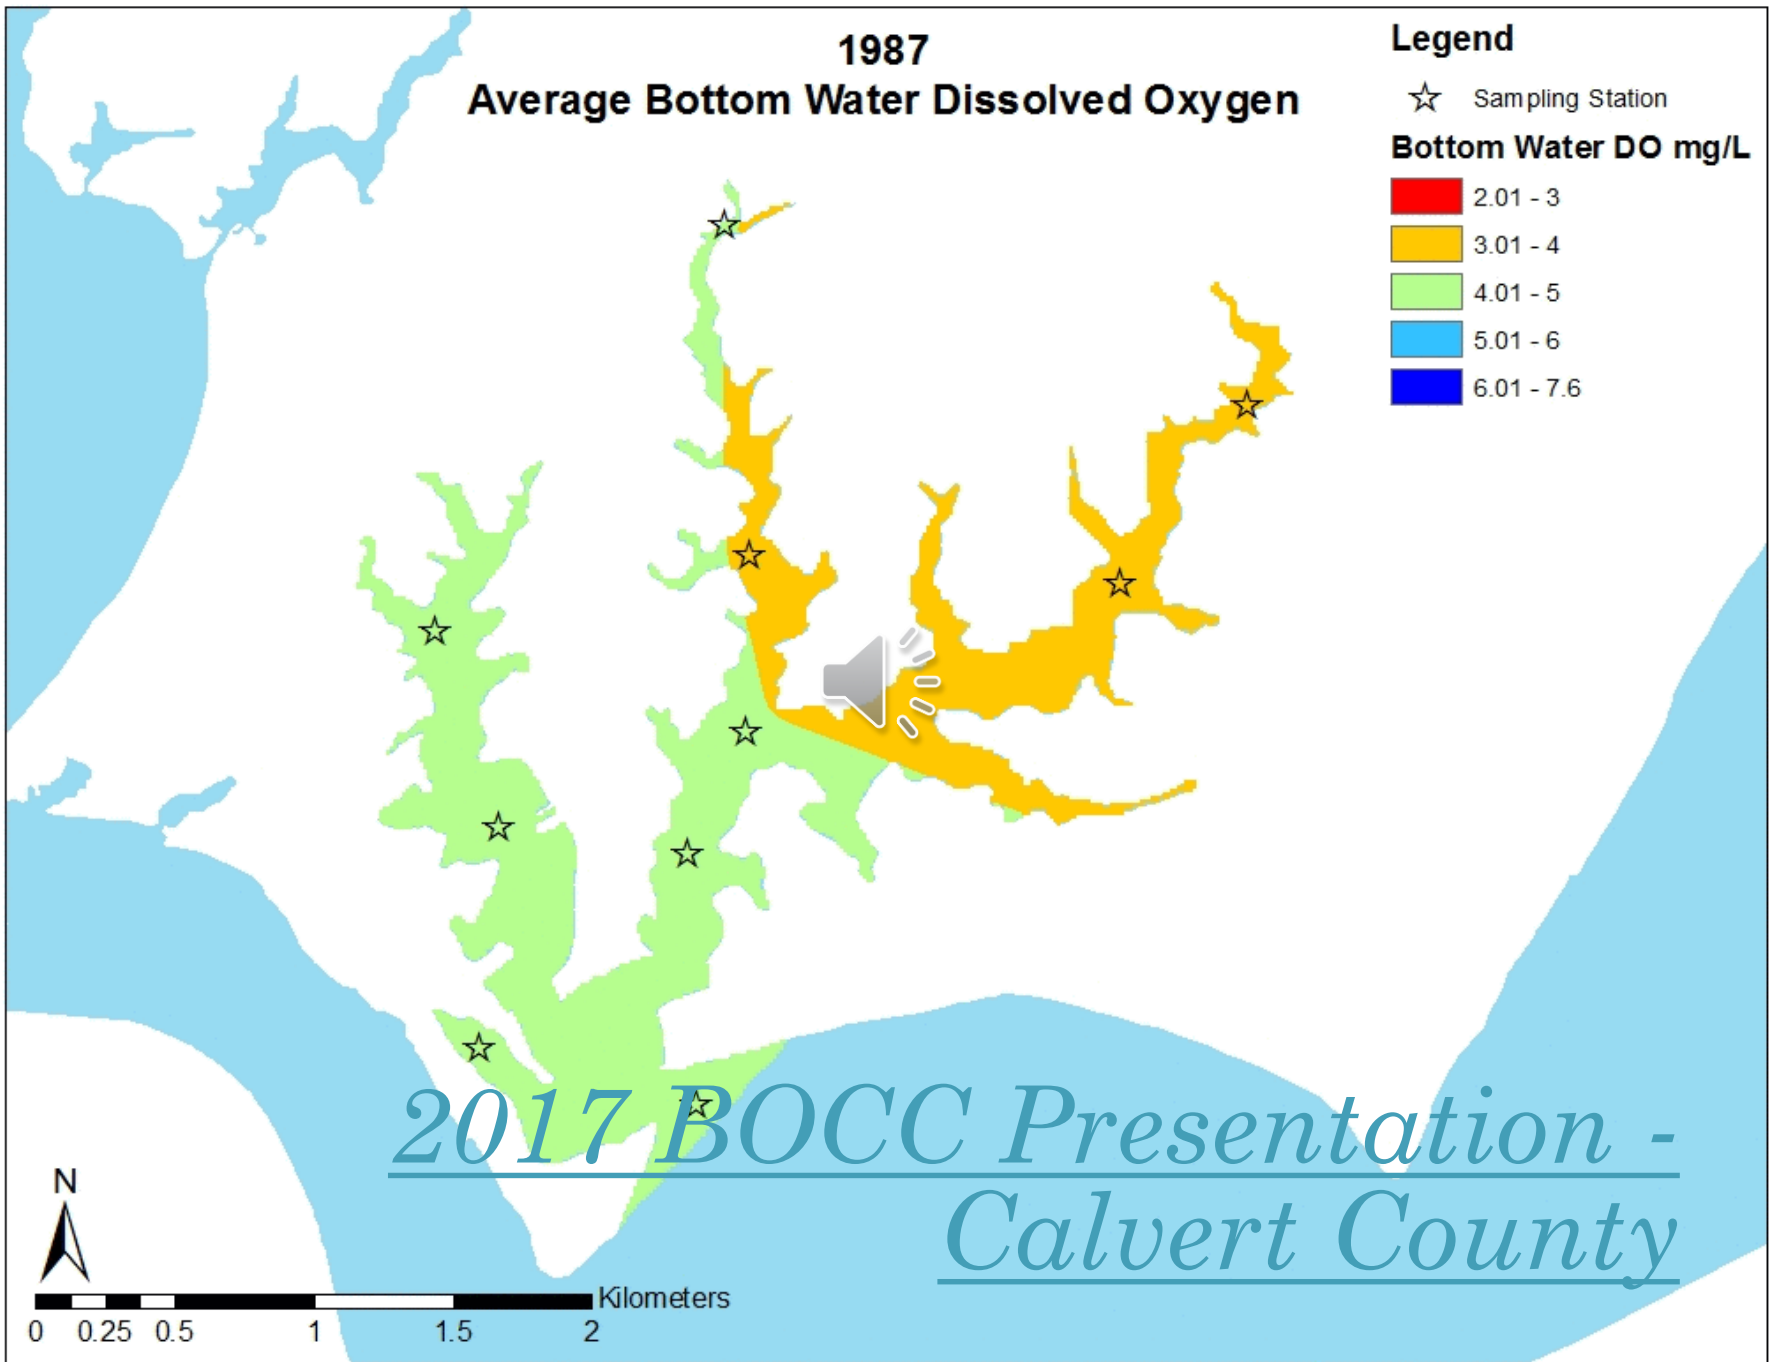 1987
Average Bottom Water Dissolved Oxygen
Legend
Sampling Station
Bottom Water DO mg/L
2.01 - 3
3.01 - 4
4.01 - 5
5.01 - 6
6.01 - 7.6
2017 BOCC Presentation -
Calvert County
N
Kilometers
0 0.25 0.5 1 1.5 2